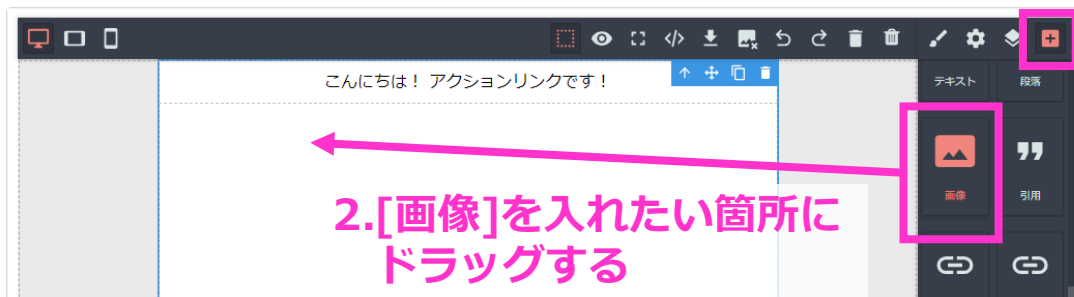 こんにちは！ アクションリンクです！
テキスト
段落
画像
引用
2.[画像]を入れたい箇所に
ドラッグする